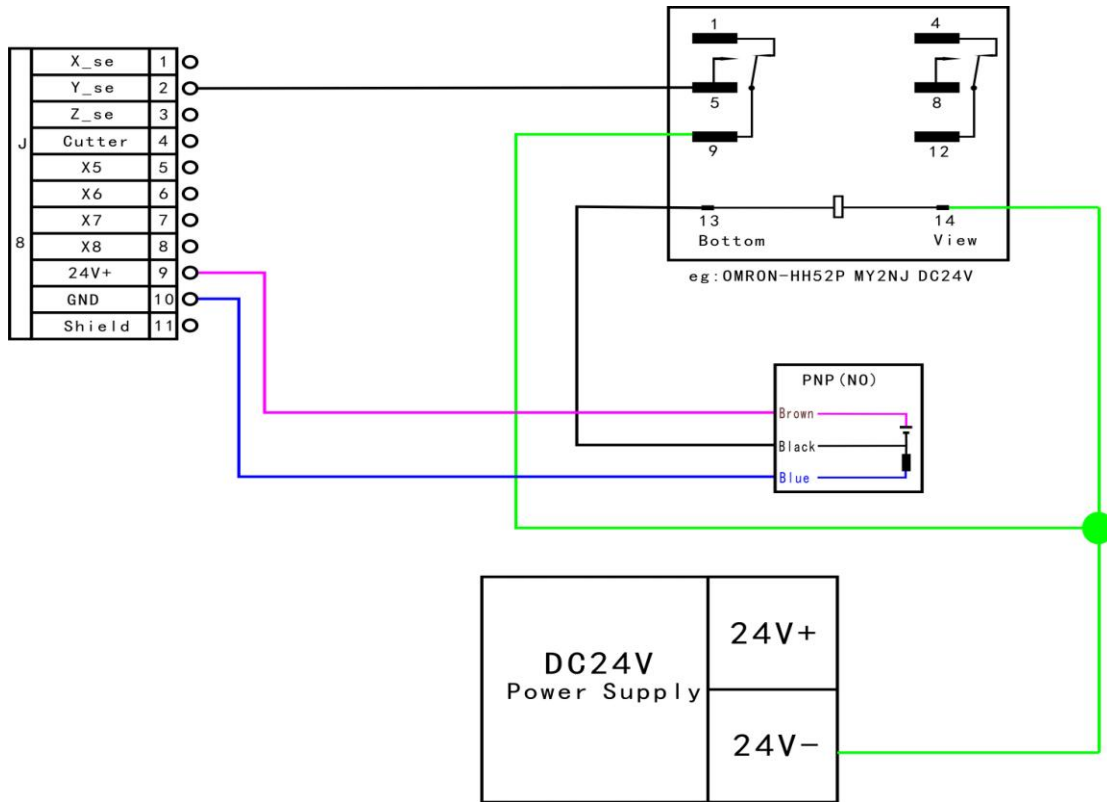 J8
X_se 1
Y_se 2
Z_se 3
Cutter 4
X5 5
X6 6
X7 7
X8 8
24V+ 9
GND 10
Shield 11
1 4
5 8
9 12
13 14
Bottom View
eg:OMRON-HH52P MY2NJ DC24V
PNP(NO)
Brown
Black
Blue
DC24V
Power Supply
24V+
24V-